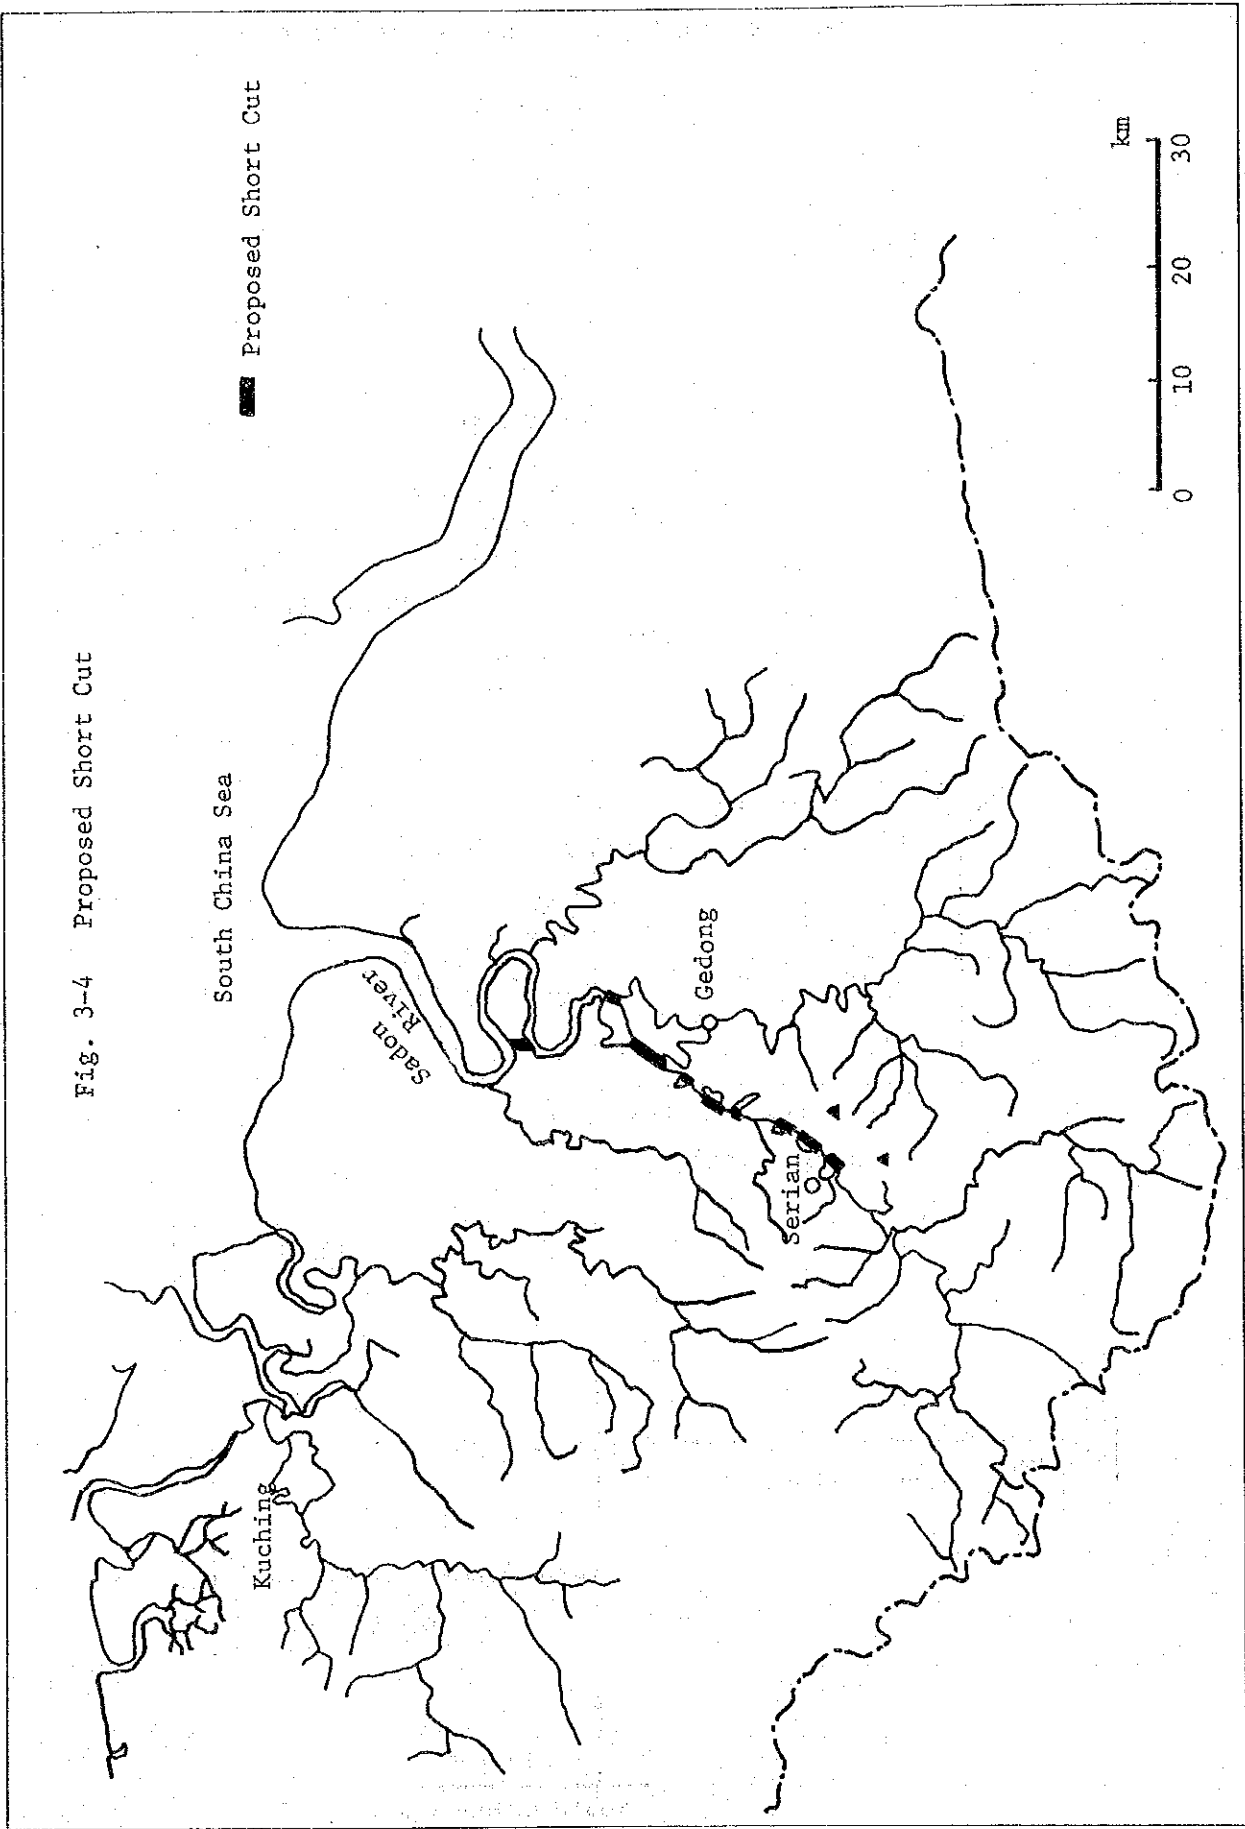 Fig. 3-4 Proposed Short Cut
South China Sea
Proposed Short Cut
Sadon
River
Kuching
Gedong
Serian
km
0 10 20 30